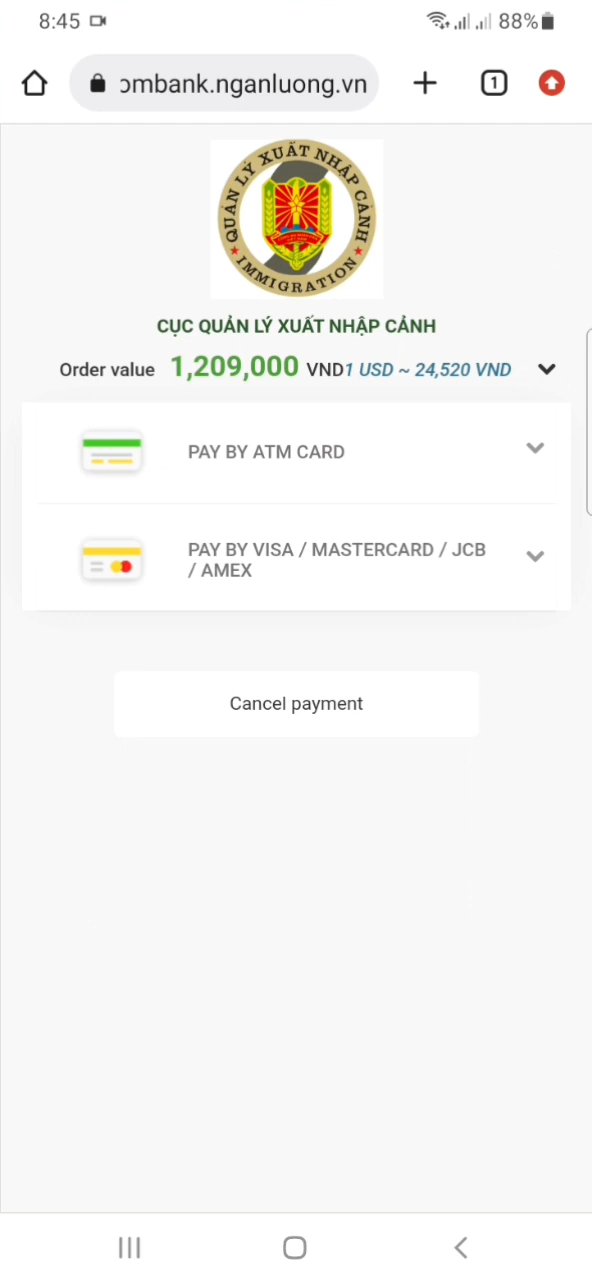 8:45
88%
ombank.nganluong.vn
1
QUẢN LÝ XUẤT NHẬP CẢNH
IMMIGRATION
CỤC QUẢN LÝ XUẤT NHẬP CẢNH
Order value 1,209,000 VND1 USD ~ 24,520 VND
PAY BY ATM CARD
PAY BY VISA / MASTERCARD / JCB
/ AMEX
Cancel payment